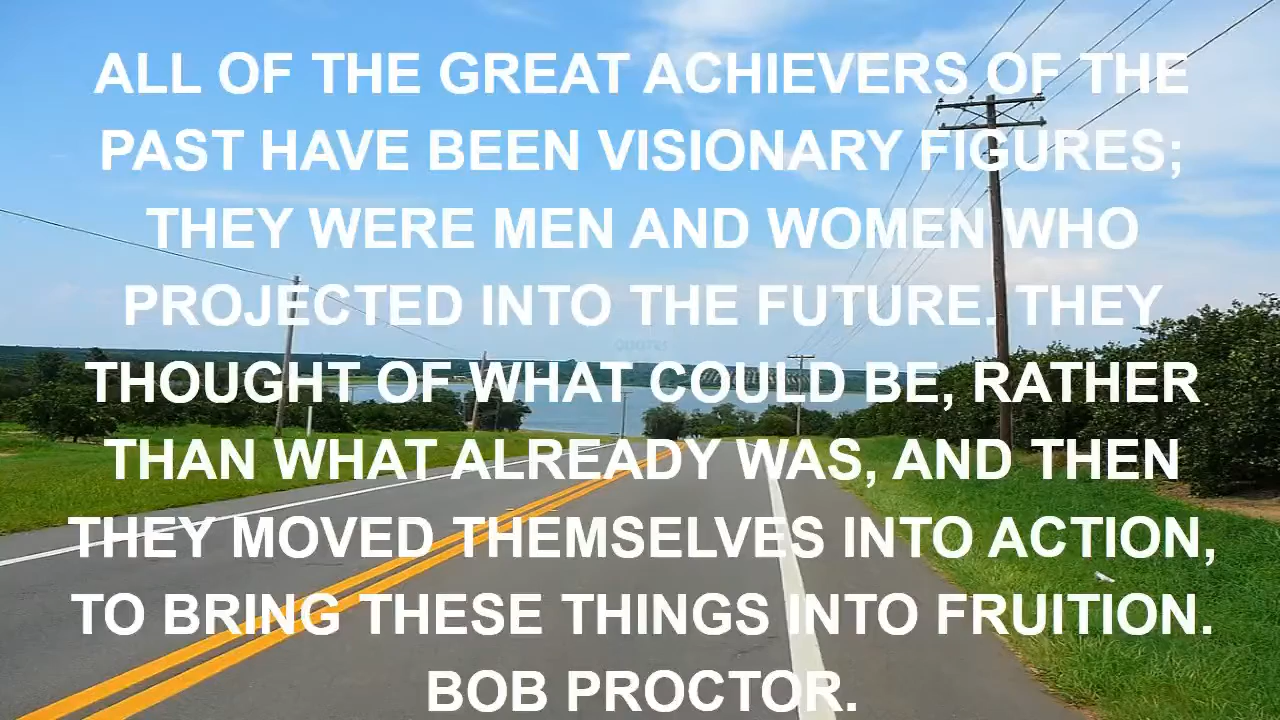 ALL OF THE GREAT ACHIEVERS OF THE
PAST HAVE BEEN VISIONARY FIGURES;
THEY WERE MEN AND WOMEN WHO
PROJECTED INTO THE FUTURE. THEY
THOUGHT OF WHAT COULD BE, RATHER
THAN WHAT ALREADY WAS, AND THEN
THEY MOVED THEMSELVES INTO ACTION,
TO BRING THESE THINGS INTO FRUITION.
BOB PROCTOR.